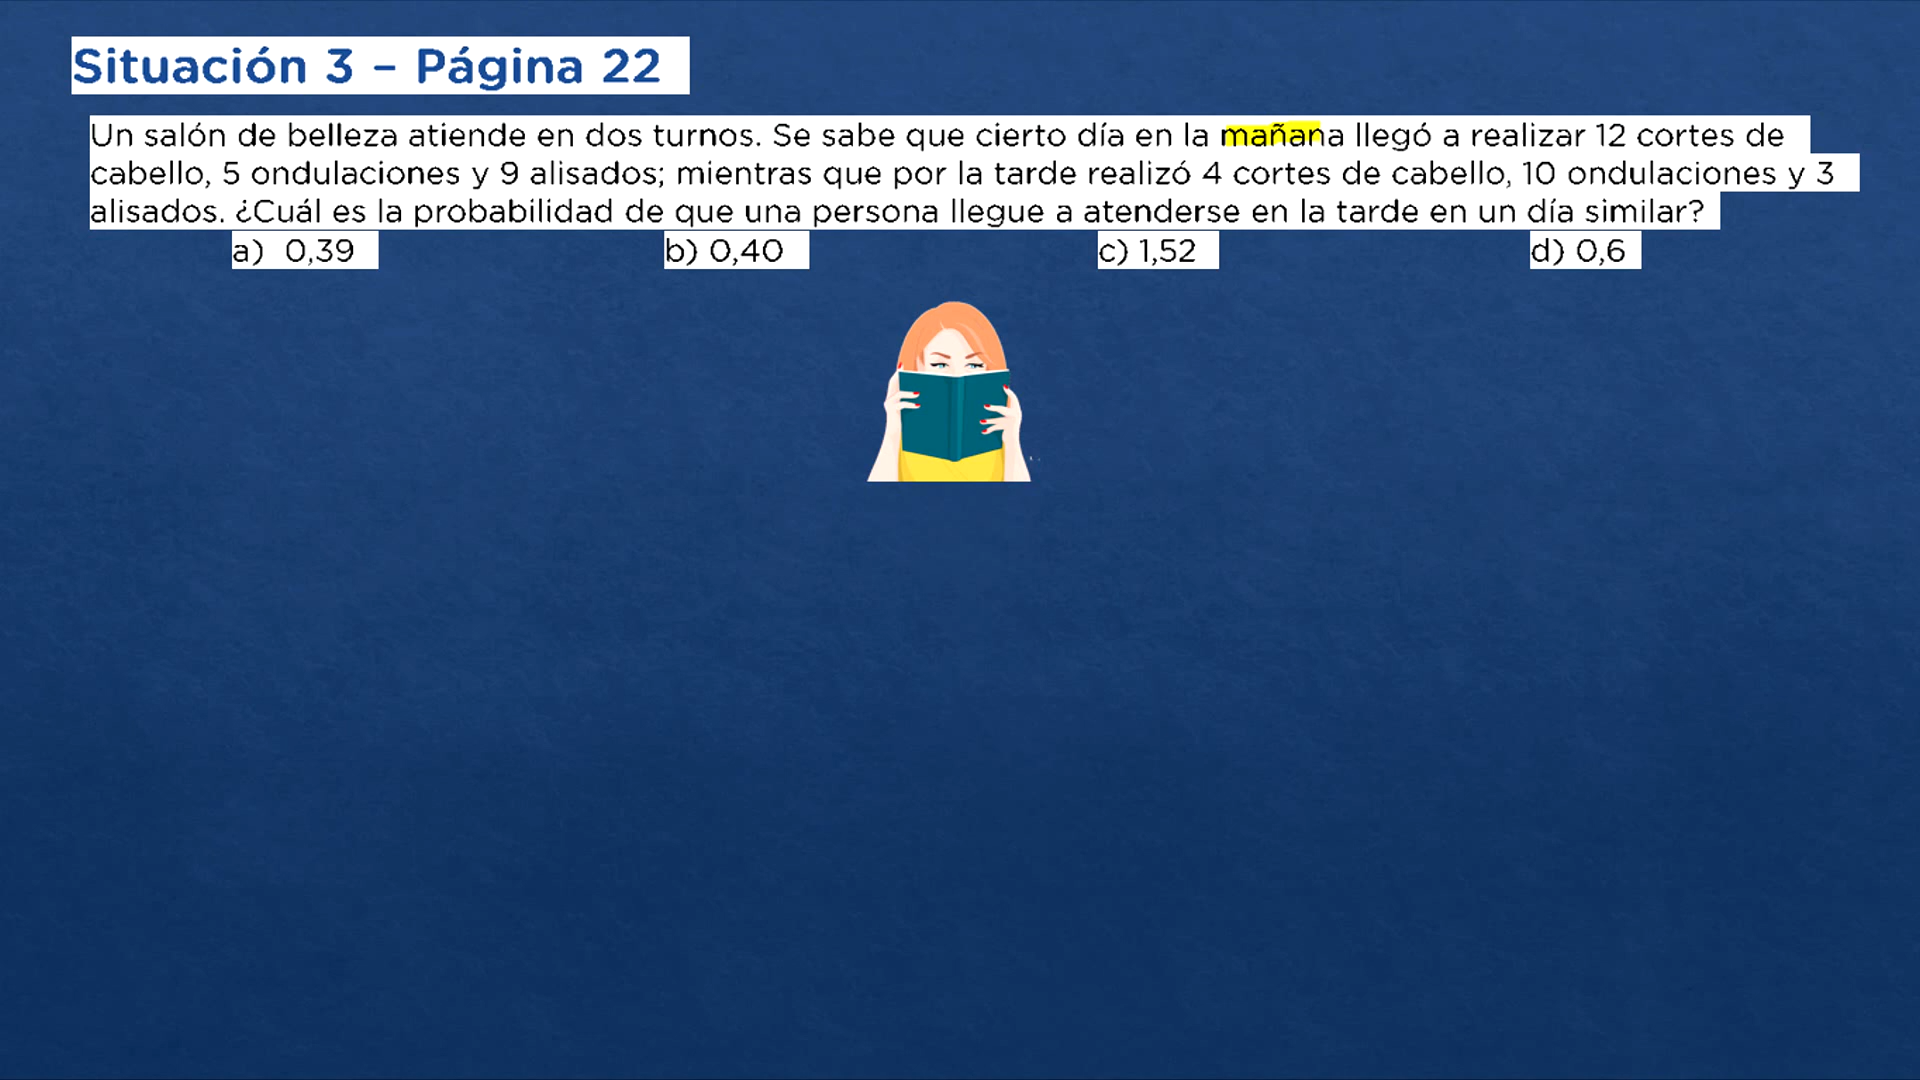 Situación 3 – Página 22
Un salón de belleza atiende en dos turnos. Se sabe que cierto día en la mañana llegó a realizar 12 cortes de
cabello, 5 ondulaciones y 9 alisados; mientras que por la tarde realizó 4 cortes de cabello, 10 ondulaciones y 3
alisados. ¿Cuál es la probabilidad de que una persona llegue a atenderse en la tarde en un día similar?
a) 0,39 b) 0,40 c) 1,52 d) 0,6